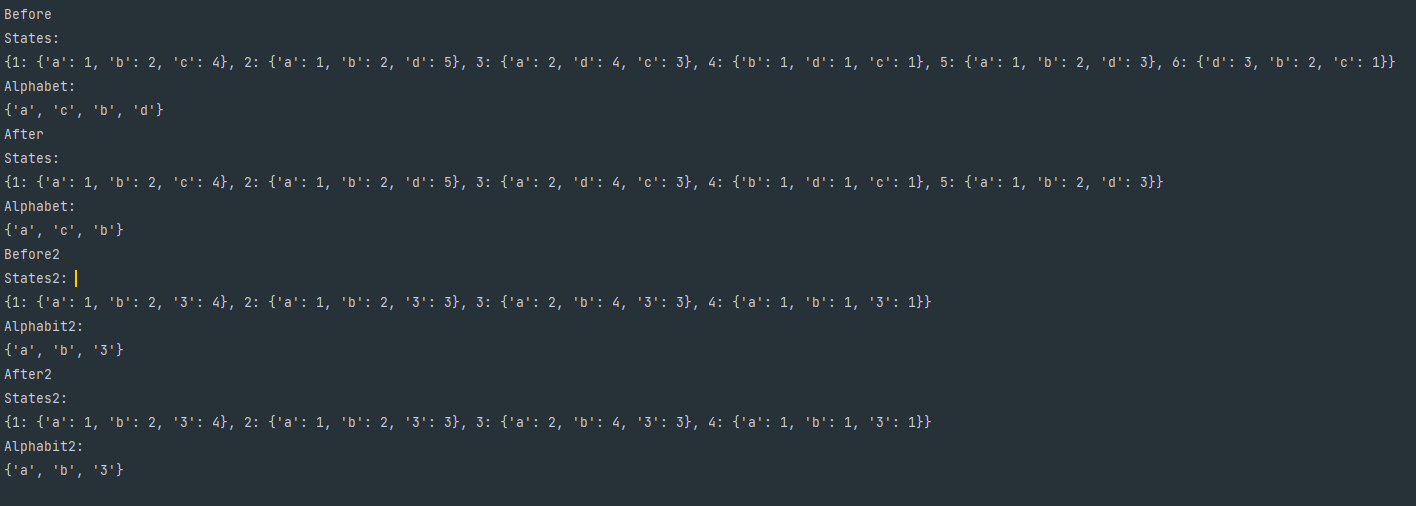 Before
States:
{1: {'a': 1, 'b': 2, 'c': 4}, 2: {'a': 1, 'b': 2, 'd': 5}, 3: {'a': 2, 'd': 4, 'c': 3}, 4: {'b': 1, 'd': 1, 'c': 1}, 5: {'a': 1, 'b': 2, 'd': 3}, 6: {'d': 3, 'b': 2, 'c': 1}}
Alphabet:
{'a', 'c', 'b', 'd'}
After
States:
{1: {'a': 1, 'b': 2, 'c': 4}, 2: {'a': 1, 'b': 2, 'd': 5}, 3: {'a': 2, 'd': 4, 'c': 3}, 4: {'b': 1, 'd': 1, 'c': 1}, 5: {'a': 1, 'b': 2, 'd': 3}}
Alphabet:
{'a', 'c', 'b'}
Before2
States2:
{1: {'a': 1, 'b': 2, '3': 4}, 2: {'a': 1, 'b': 2, '3': 3}, 3: {'a': 2, 'b': 4, '3': 3}, 4: {'a': 1, 'b': 1, '3': 1}}
Alphabit2:
{'a', 'b', '3'}
After2
States2:
{1: {'a': 1, 'b': 2, '3': 4}, 2: {'a': 1, 'b': 2, '3': 3}, 3: {'a': 2, 'b': 4, '3': 3}, 4: {'a': 1, 'b': 1, '3': 1}}
Alphabit2:
{'a', 'b', '3'}